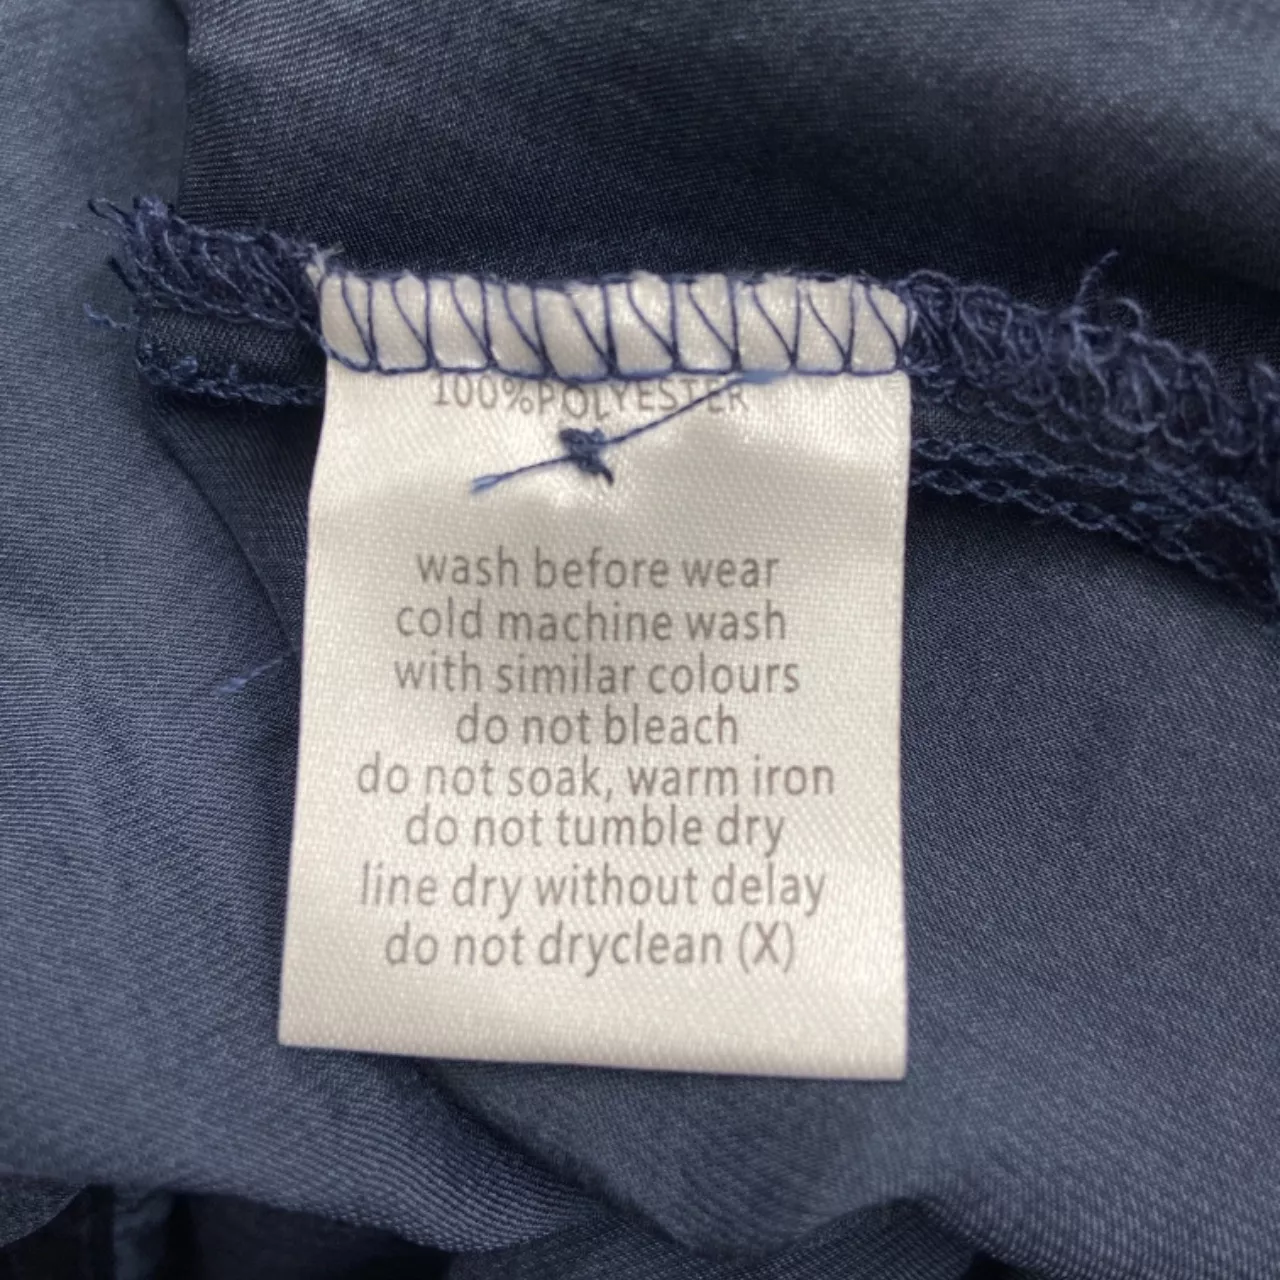 100%POLYESTER
wash before wear
cold machine wash
with similar colours
do not bleach
do not soak, warm iron
do not tumble dry
line dry without delay
do not dryclean (X)